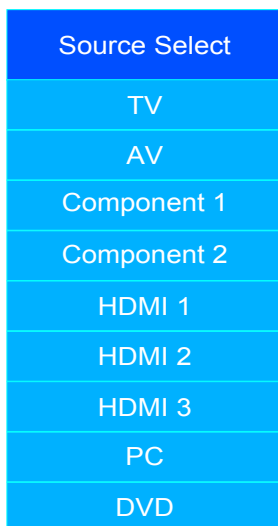 Source Select
TV
AV
Component 1
Component 2
HDMI 1
HDMI 2
HDMI 3
PC
DVD